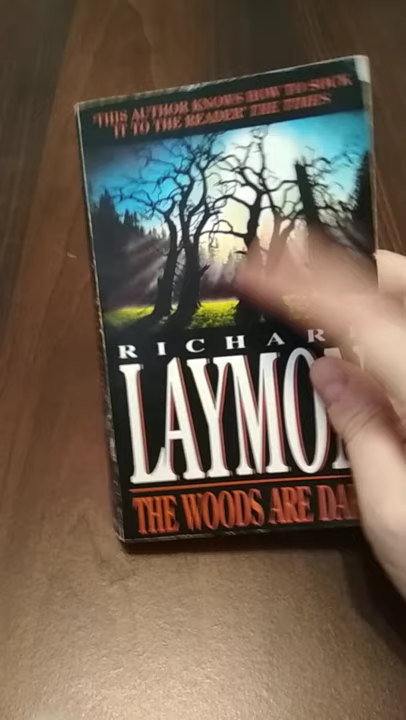 'THIS AUTHOR KNOWS HOW TO SOCK
IT TO THE READER' THE TIMES
RICHAR
LAYMO
THE WOODS ARE DA